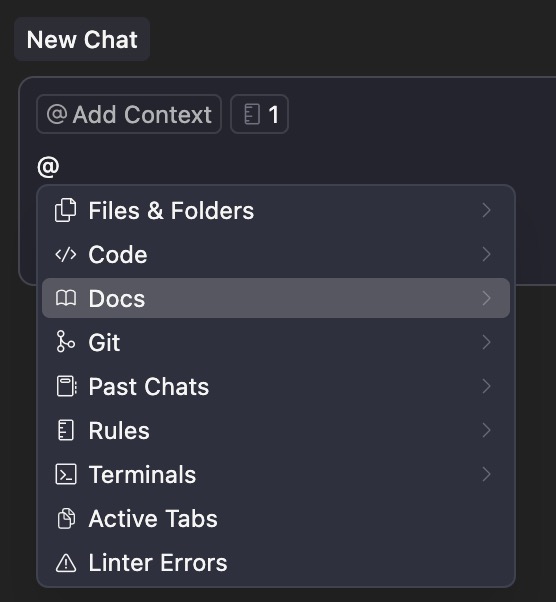 New Chat
@ Add Context 1
@
Files & Folders
Code
Docs
Git
Past Chats
Rules
Terminals
Active Tabs
Linter Errors